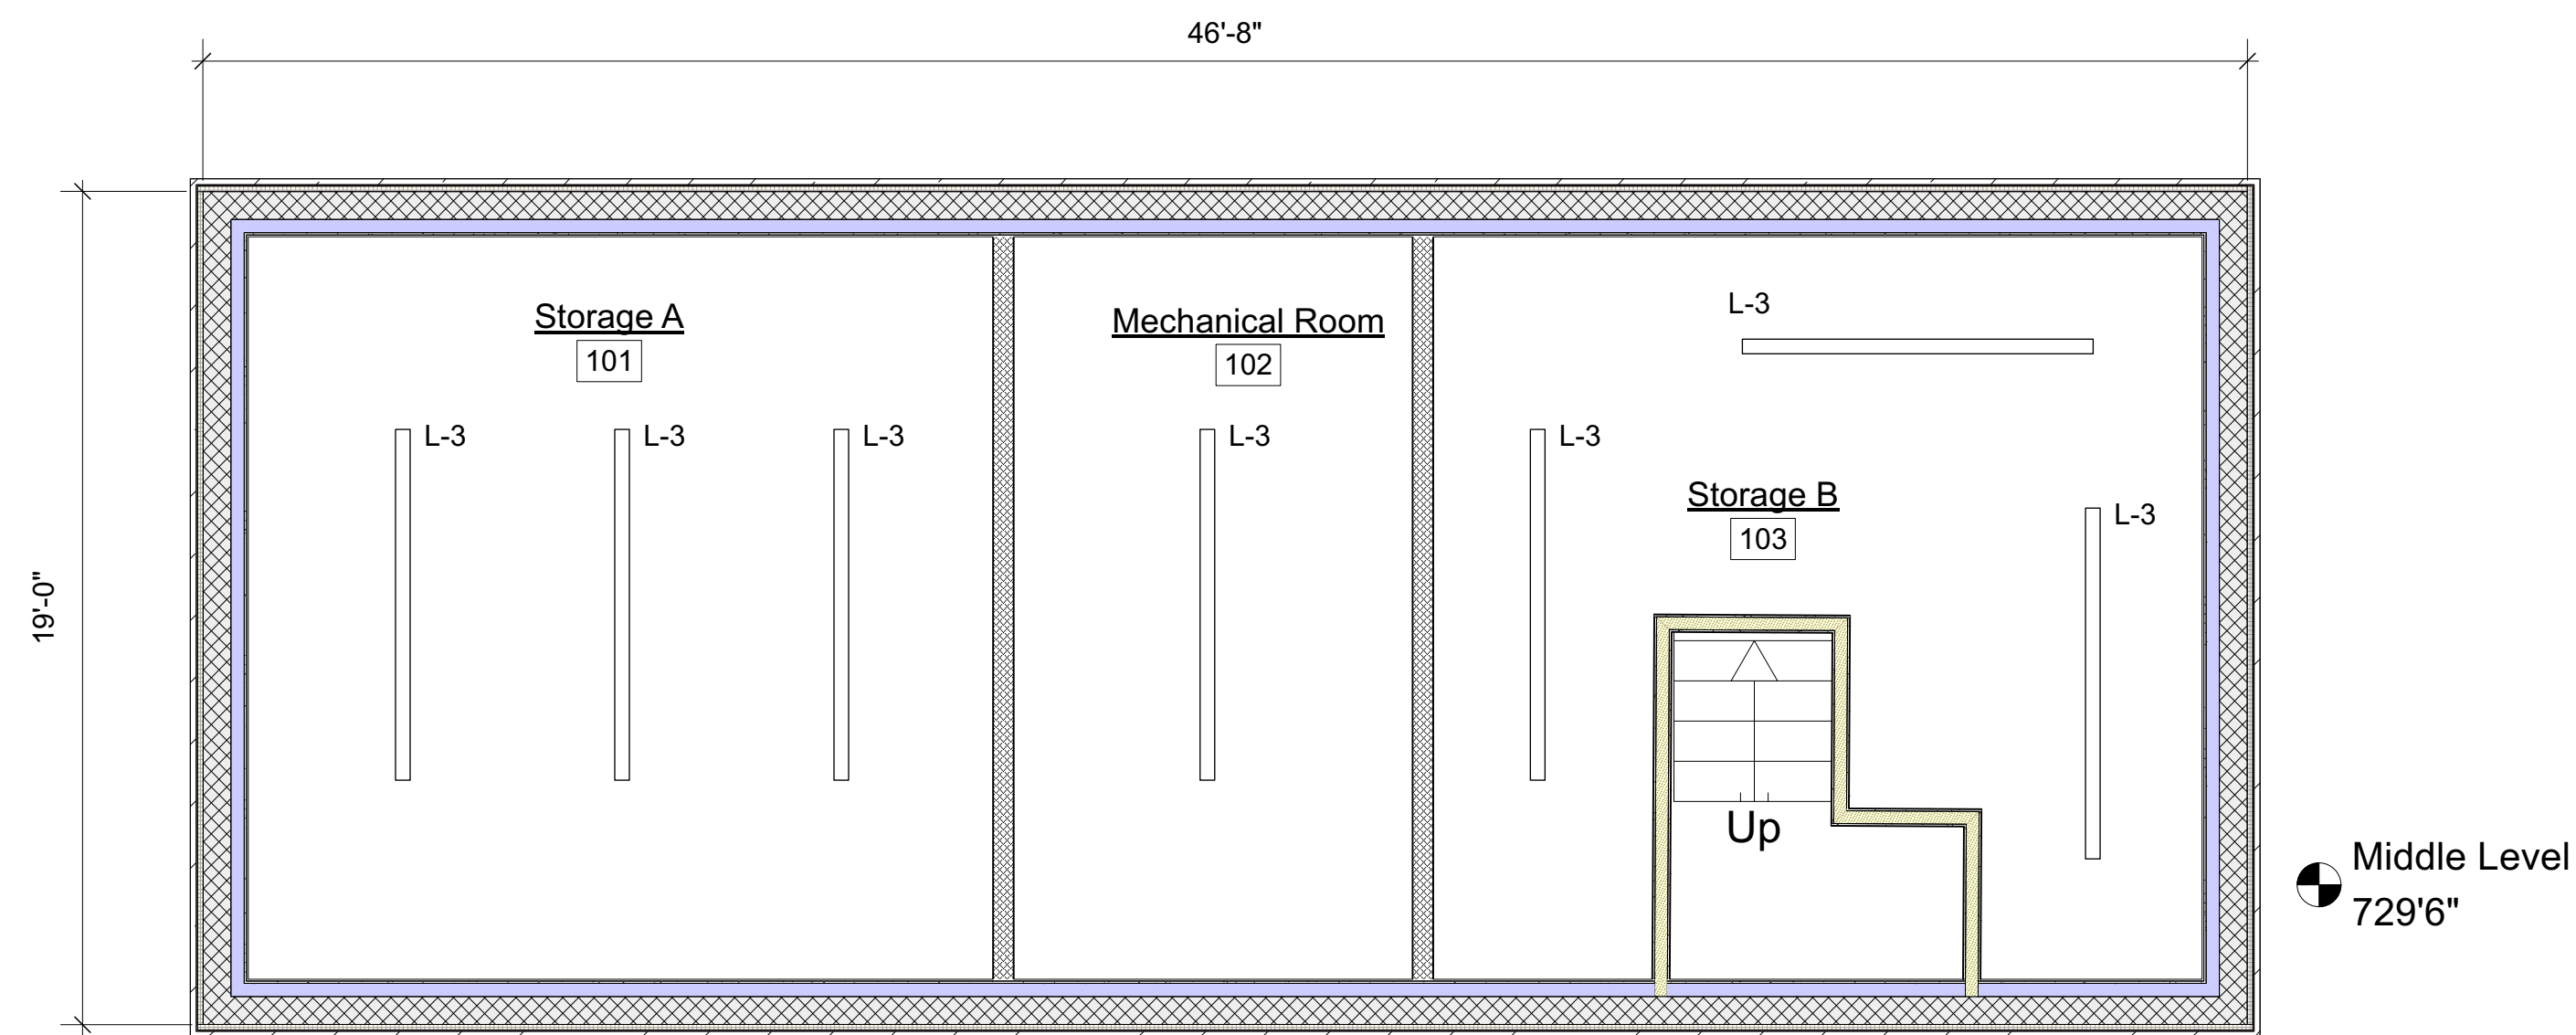 46'-8"
19'-0"
Storage A
101
Mechanical Room
102
L-3
L-3
L-3
L-3
L-3
L-3
Storage B
103
L-3
Up
Middle Level
729'6"